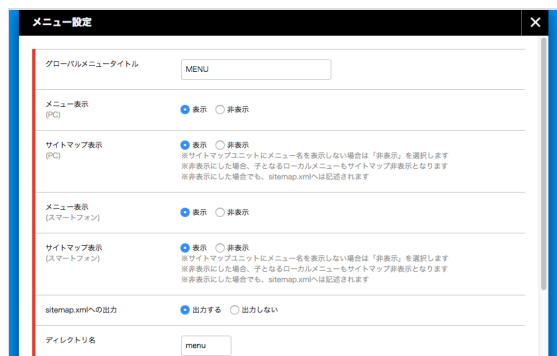 メニュー設定
グローバルメニュータイトル
MENU
メニュー表示
(PC)
表示 非表示
サイトマップ表示
(PC)
表示 非表示
※サイトマップユニットにメニュー名を表示しない場合は「非表示」を選択します
※非表示にした場合、子となるローカルメニューもサイトマップ非表示となります
※非表示にした場合でも、sitemap.xmlへは記述されます
メニュー表示
(スマートフォン)
表示 非表示
サイトマップ表示
(スマートフォン)
表示 非表示
※サイトマップユニットにメニュー名を表示しない場合は「非表示」を選択します
※非表示にした場合、子となるローカルメニューもサイトマップ非表示となります
※非表示にした場合でも、sitemap.xmlへは記述されます
sitemap.xmlへの出力
出力する 出力しない
ディレクトリ名
menu